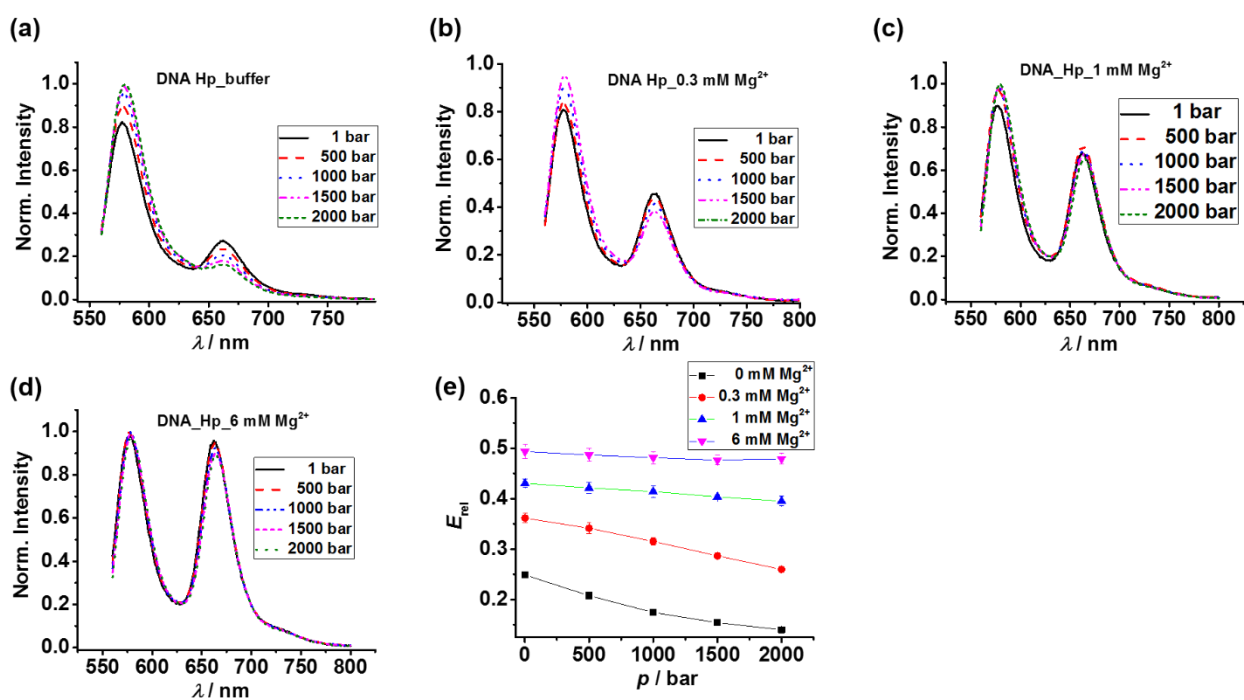 (a)
DNA Hp_buffer
1 bar
500 bar
1000 bar
1500 bar
2000 bar
Norm. Intensity
1.0
0.8
0.6
0.4
0.2
0.0
550 600 650 700 750
λ / nm
(b)
DNA Hp_0.3 mM Mg²⁺
1 bar
500 bar
1000 bar
1500 bar
2000 bar
Norm. Intensity
1.0
0.8
0.6
0.4
0.2
0.0
550 600 650 700 750 800
λ / nm
(c)
DNA_Hp_1 mM Mg²⁺
1 bar
500 bar
1000 bar
1500 bar
2000 bar
Norm. Intensity
1.0
0.8
0.6
0.4
0.2
0.0
550 600 650 700 750 800
λ / nm
(d)
DNA_Hp_6 mM Mg²⁺
1 bar
500 bar
1000 bar
1500 bar
2000 bar
Norm. Intensity
1.0
0.8
0.6
0.4
0.2
0.0
550 600 650 700 750 800
λ / nm
(e)
0 mM Mg²⁺
0.3 mM Mg²⁺
1 mM Mg²⁺
6 mM Mg²⁺
E_rel
0.6
0.5
0.4
0.3
0.2
0 500 1000 1500 2000
p / bar